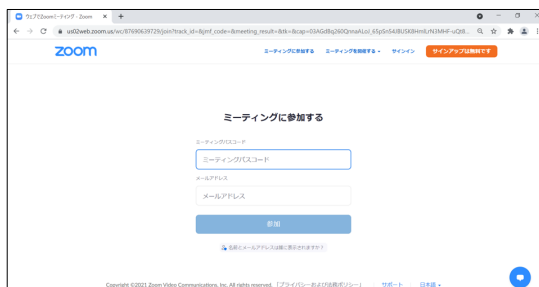 ウェブでZoomミーティング - Zoom
us02web.zoom.us/wc/87690639729/join?track_id=&jmf_code=&meeting_result=&tk=&cap=
zoom
ミーティングに参加する ミーティングを開催する サインイン サインアップは無料です
ミーティングに参加する
ミーティングパスコード
ミーティングパスコード
メールアドレス
メールアドレス
参加
名前とメールアドレスは誰に表示されますか?
Copyright ©2021 Zoom Video Communications, Inc. All rights reserved. 「プライバシーおよび法務ポリシー」 サポート 日本語